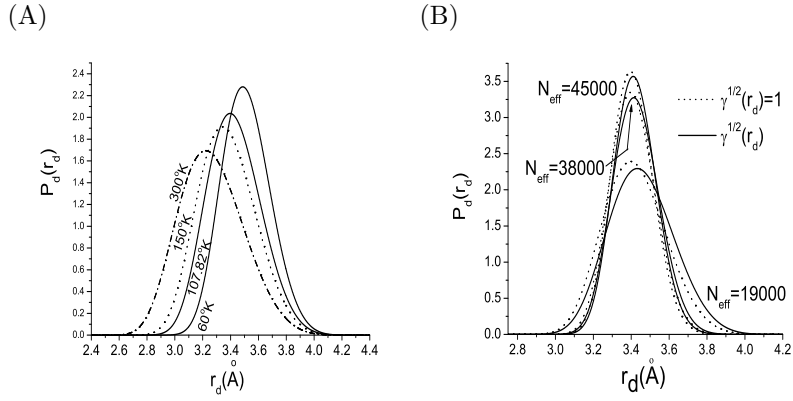 (A)
(B)
P_d(r_d)
2.4
2.2
2.0
1.8
1.6
1.4
1.2
1.0
0.8
0.6
0.4
0.2
0.0
300°K
150°K
107.82°K
60°K
2.4 2.6 2.8 3.0 3.2 3.4 3.6 3.8 4.0 4.2 4.4
r_d(Å)
P_d(r_d)
3.5
3.0
2.5
2.0
1.5
1.0
0.5
0.0
N_eff=45000
N_eff=38000
N_eff=19000
γ^1/2(r_d)=1
γ^1/2(r_d)
2.8 3.0 3.2 3.4 3.6 3.8 4.0 4.2
r_d(Å)